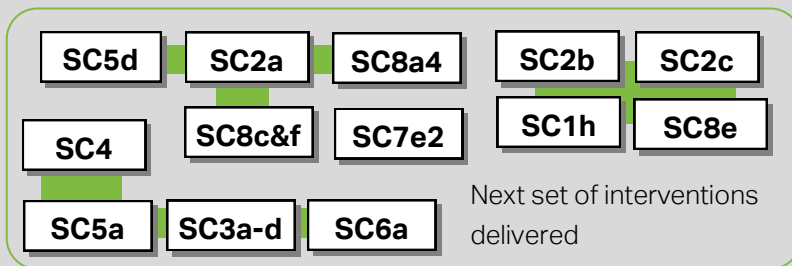 SC5d
SC2a
SC8a4
SC2b
SC2c
SC8c&f
SC7e2
SC1h
SC8e
SC4
SC5a
SC3a-d
SC6a
Next set of interventions
delivered